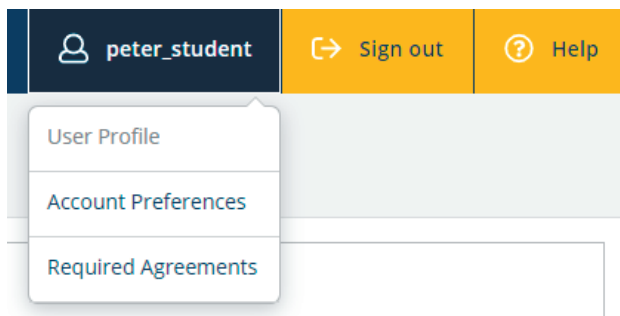 peter_student
Sign out
Help
User Profile
Account Preferences
Required Agreements